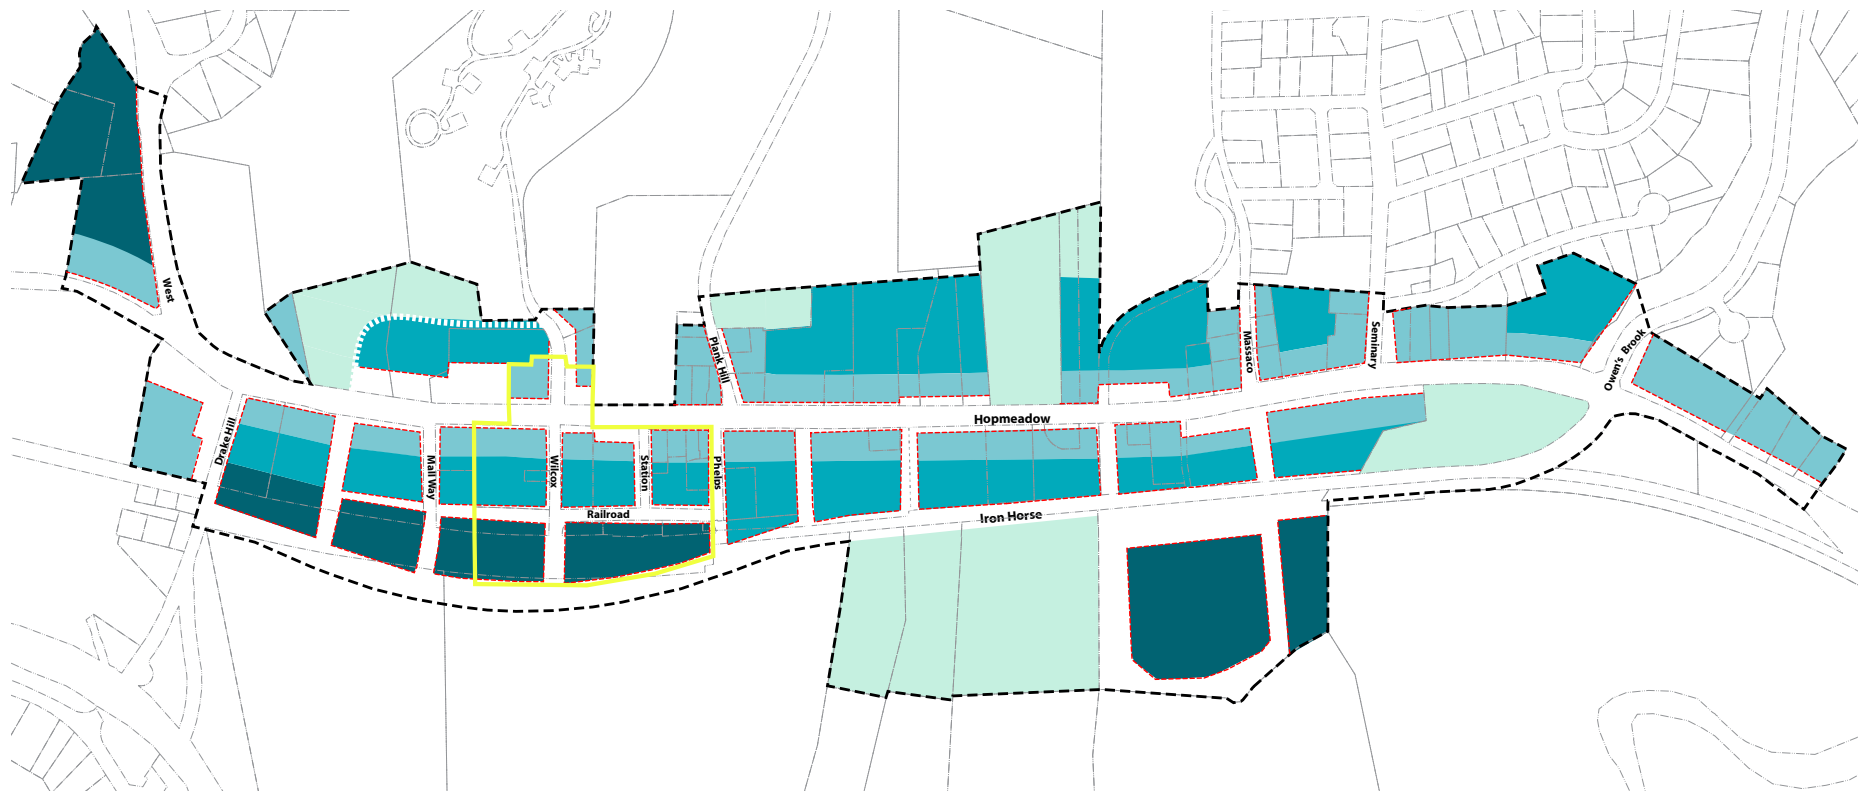 West
Plank Hill
Massaco
Seminary
Owen's Brook
Hopmeadow
Drake Hill
Mall Way
Wilcox
Station
Phelps
Railroad
Iron Horse